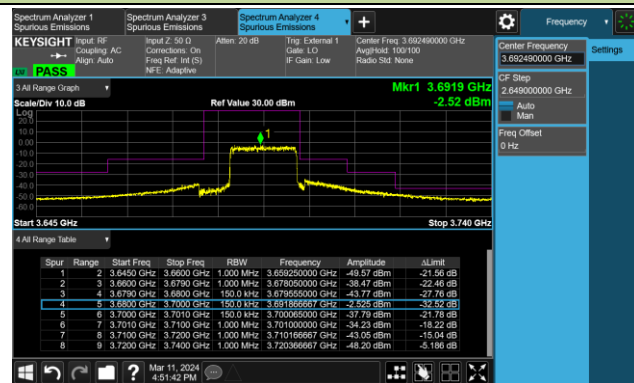 Spectrum Analyzer 1
Spurious Emissions
Spectrum Analyzer 3
Spurious Emissions
Spectrum Analyzer 4
Spurious Emissions
Frequency
KEYSIGHT
Input: RF
Coupling: AC
Align: Auto
Input Z: 50 Ω
Corrections: On
Freq Ref: Int (S)
NFE: Adaptive
Atten: 20 dB
Trig: External 1
Gate: LO
IF Gain: Low
Center Freq: 3.692490000 GHz
Avg|Hold: 100/100
Radio Std: None
PASS
Center Frequency
3.692490000 GHz
Settings
CF Step
2.649000000 GHz
Auto
Man
Freq Offset
0 Hz
3 All Range Graph
Mkr1 3.6919 GHz
Scale/Div 10.0 dB
Ref Value 30.00 dBm
-2.52 dBm
Log
20.0
10.0
0.00
-10.0
-20.0
-30.0
-40.0
-50.0
-60.0
1
Start 3.645 GHz
Stop 3.740 GHz
4 All Range Table
Spur Range Start Freq Stop Freq RBW Frequency Amplitude ΔLimit
1 2 3.6450 GHz 3.6600 GHz 1.000 MHz 3.659250000 GHz -49.57 dBm -21.56 dB
2 3 3.6600 GHz 3.6790 GHz 1.000 MHz 3.678050000 GHz -38.47 dBm -22.46 dB
3 4 3.6790 GHz 3.6800 GHz 150.0 kHz 3.679555000 GHz -43.77 dBm -27.76 dB
4 5 3.6800 GHz 3.7000 GHz 150.0 kHz 3.691866667 GHz -2.525 dBm -32.52 dB
5 6 3.7000 GHz 3.7010 GHz 150.0 kHz 3.700065000 GHz -37.79 dBm -21.78 dB
6 7 3.7010 GHz 3.7100 GHz 1.000 MHz 3.701000000 GHz -34.23 dBm -18.22 dB
7 8 3.7100 GHz 3.7200 GHz 1.000 MHz 3.710166667 GHz -43.05 dBm -15.04 dB
8 9 3.7200 GHz 3.7400 GHz 1.000 MHz 3.720366667 GHz -48.20 dBm -5.186 dB
?
Mar 11, 2024
4:51:42 PM